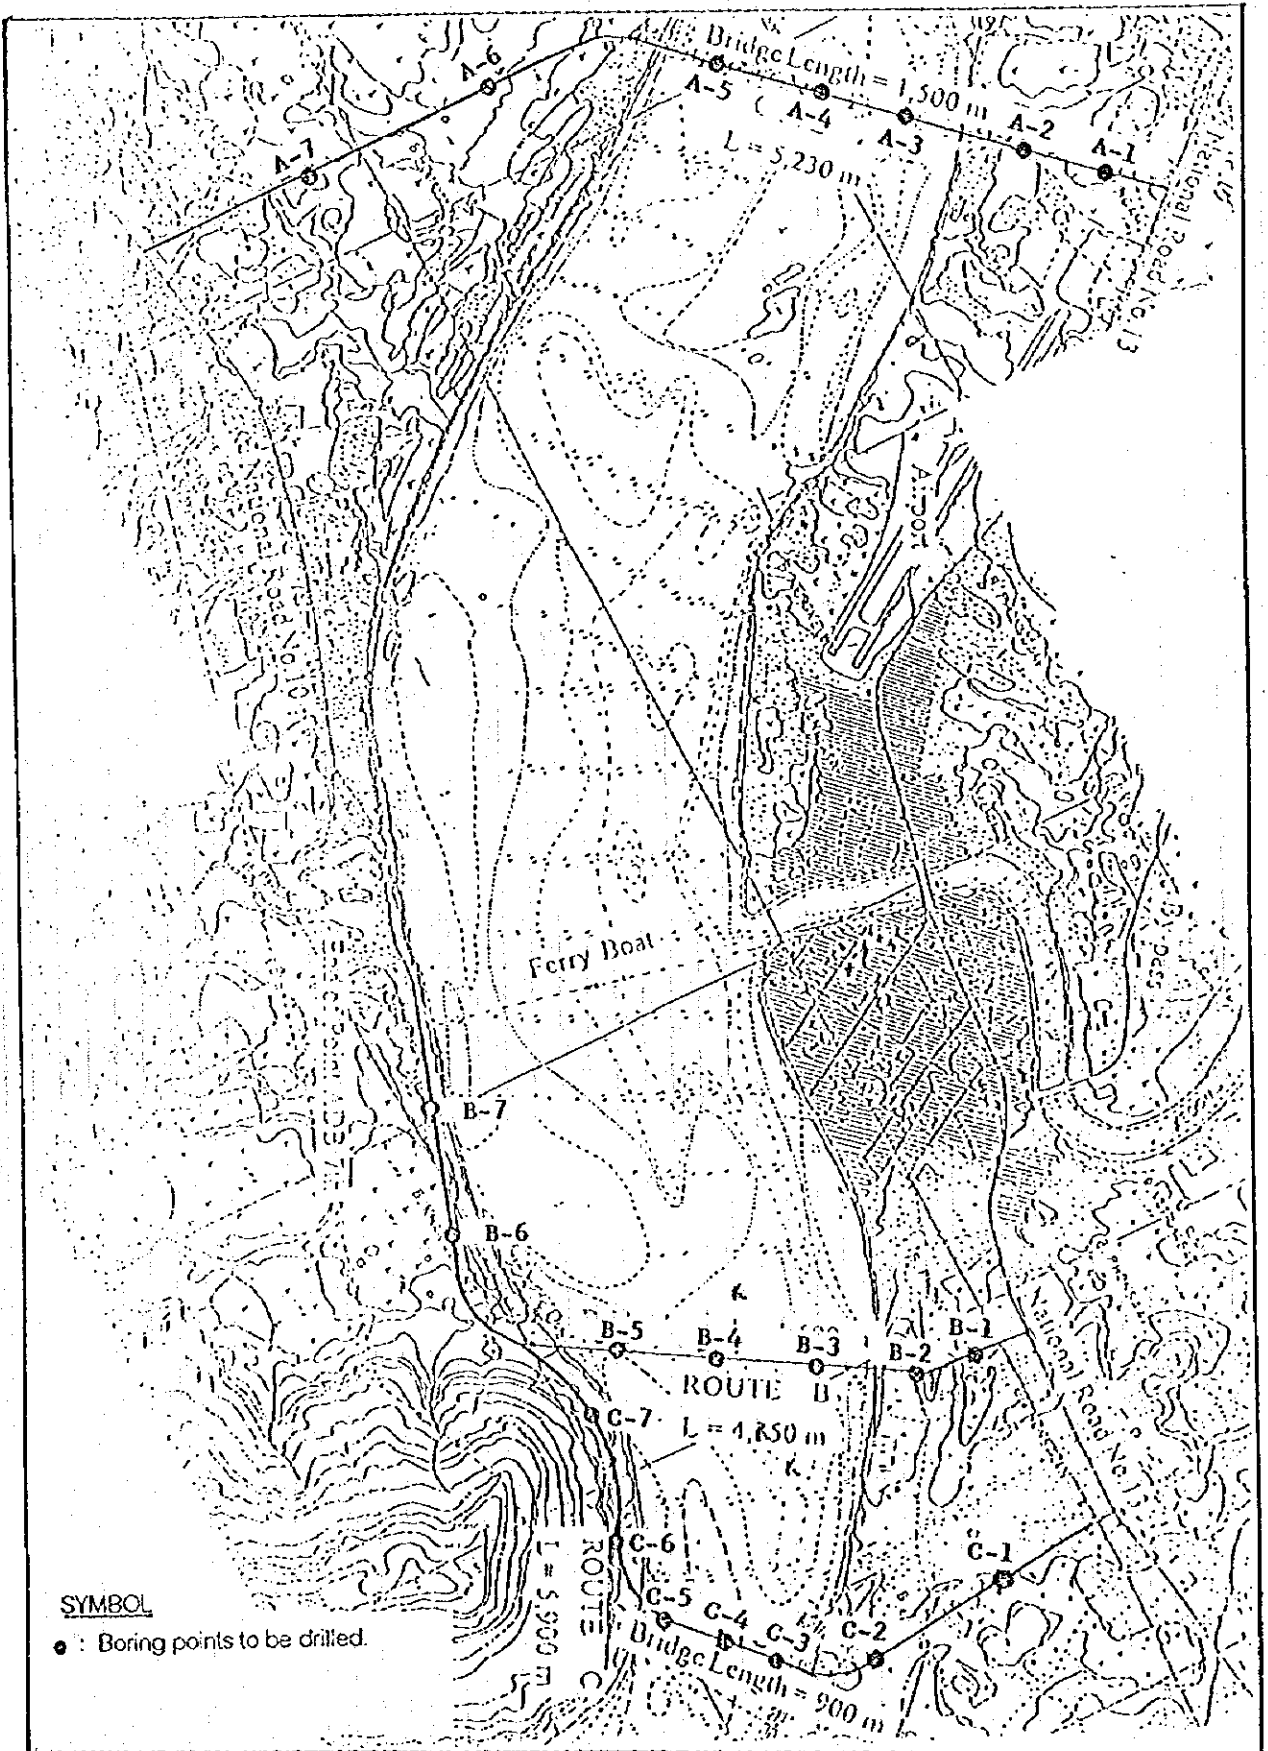 Bridge Length = 1,500 m
A-7
A-6
A-5
A-4
A-3
A-2
A-1
L = 5,230 m
National Road No.13
Airport
National Road No.10
Ferry Boat
By-pass
B-7
B-6
B-5
B-4
B-3
B-2
B-1
ROUTE B
National Road No.13
C-7
C-6
C-5
C-4
C-3
C-2
C-1
ROUTE C
L = 5,900 m
Bridge Length = 900 m
SYMBOL
: Boring points to be drilled.